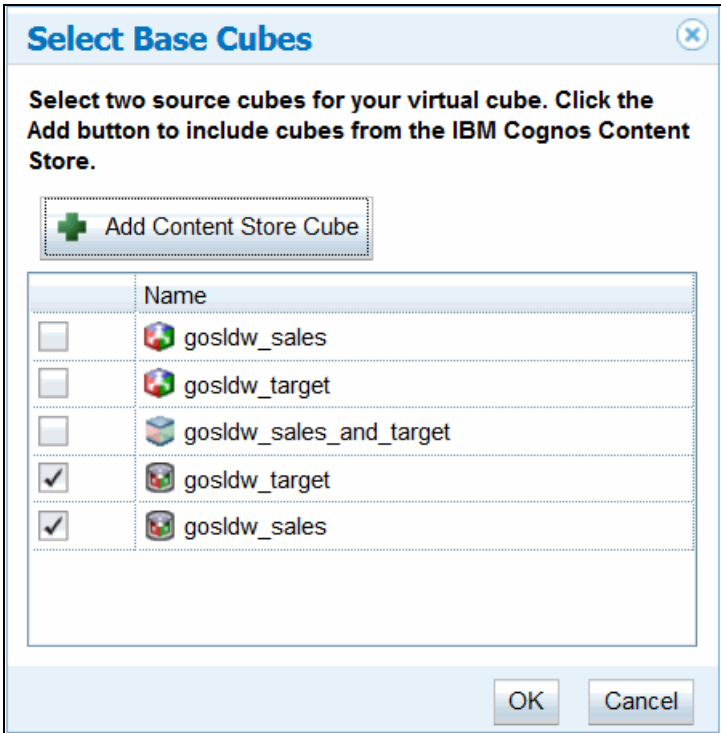 Select Base Cubes
Select two source cubes for your virtual cube. Click the
Add button to include cubes from the IBM Cognos Content
Store.
Add Content Store Cube
Name
gosldw_sales
gosldw_target
gosldw_sales_and_target
gosldw_target
gosldw_sales
OK Cancel